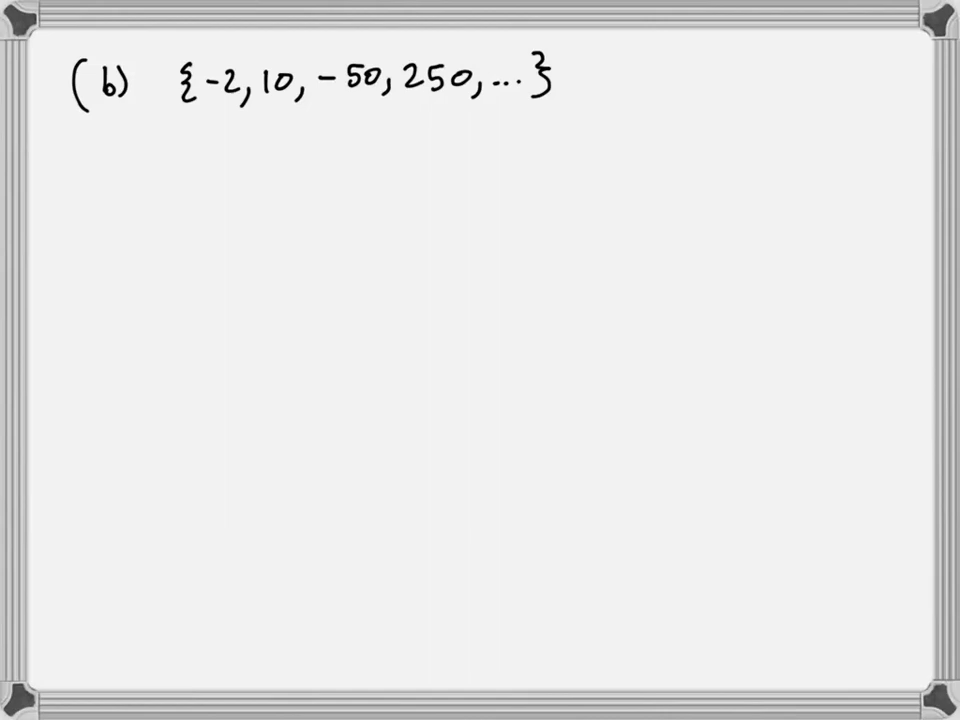 (b) {-2, 10, -50, 250, ...}